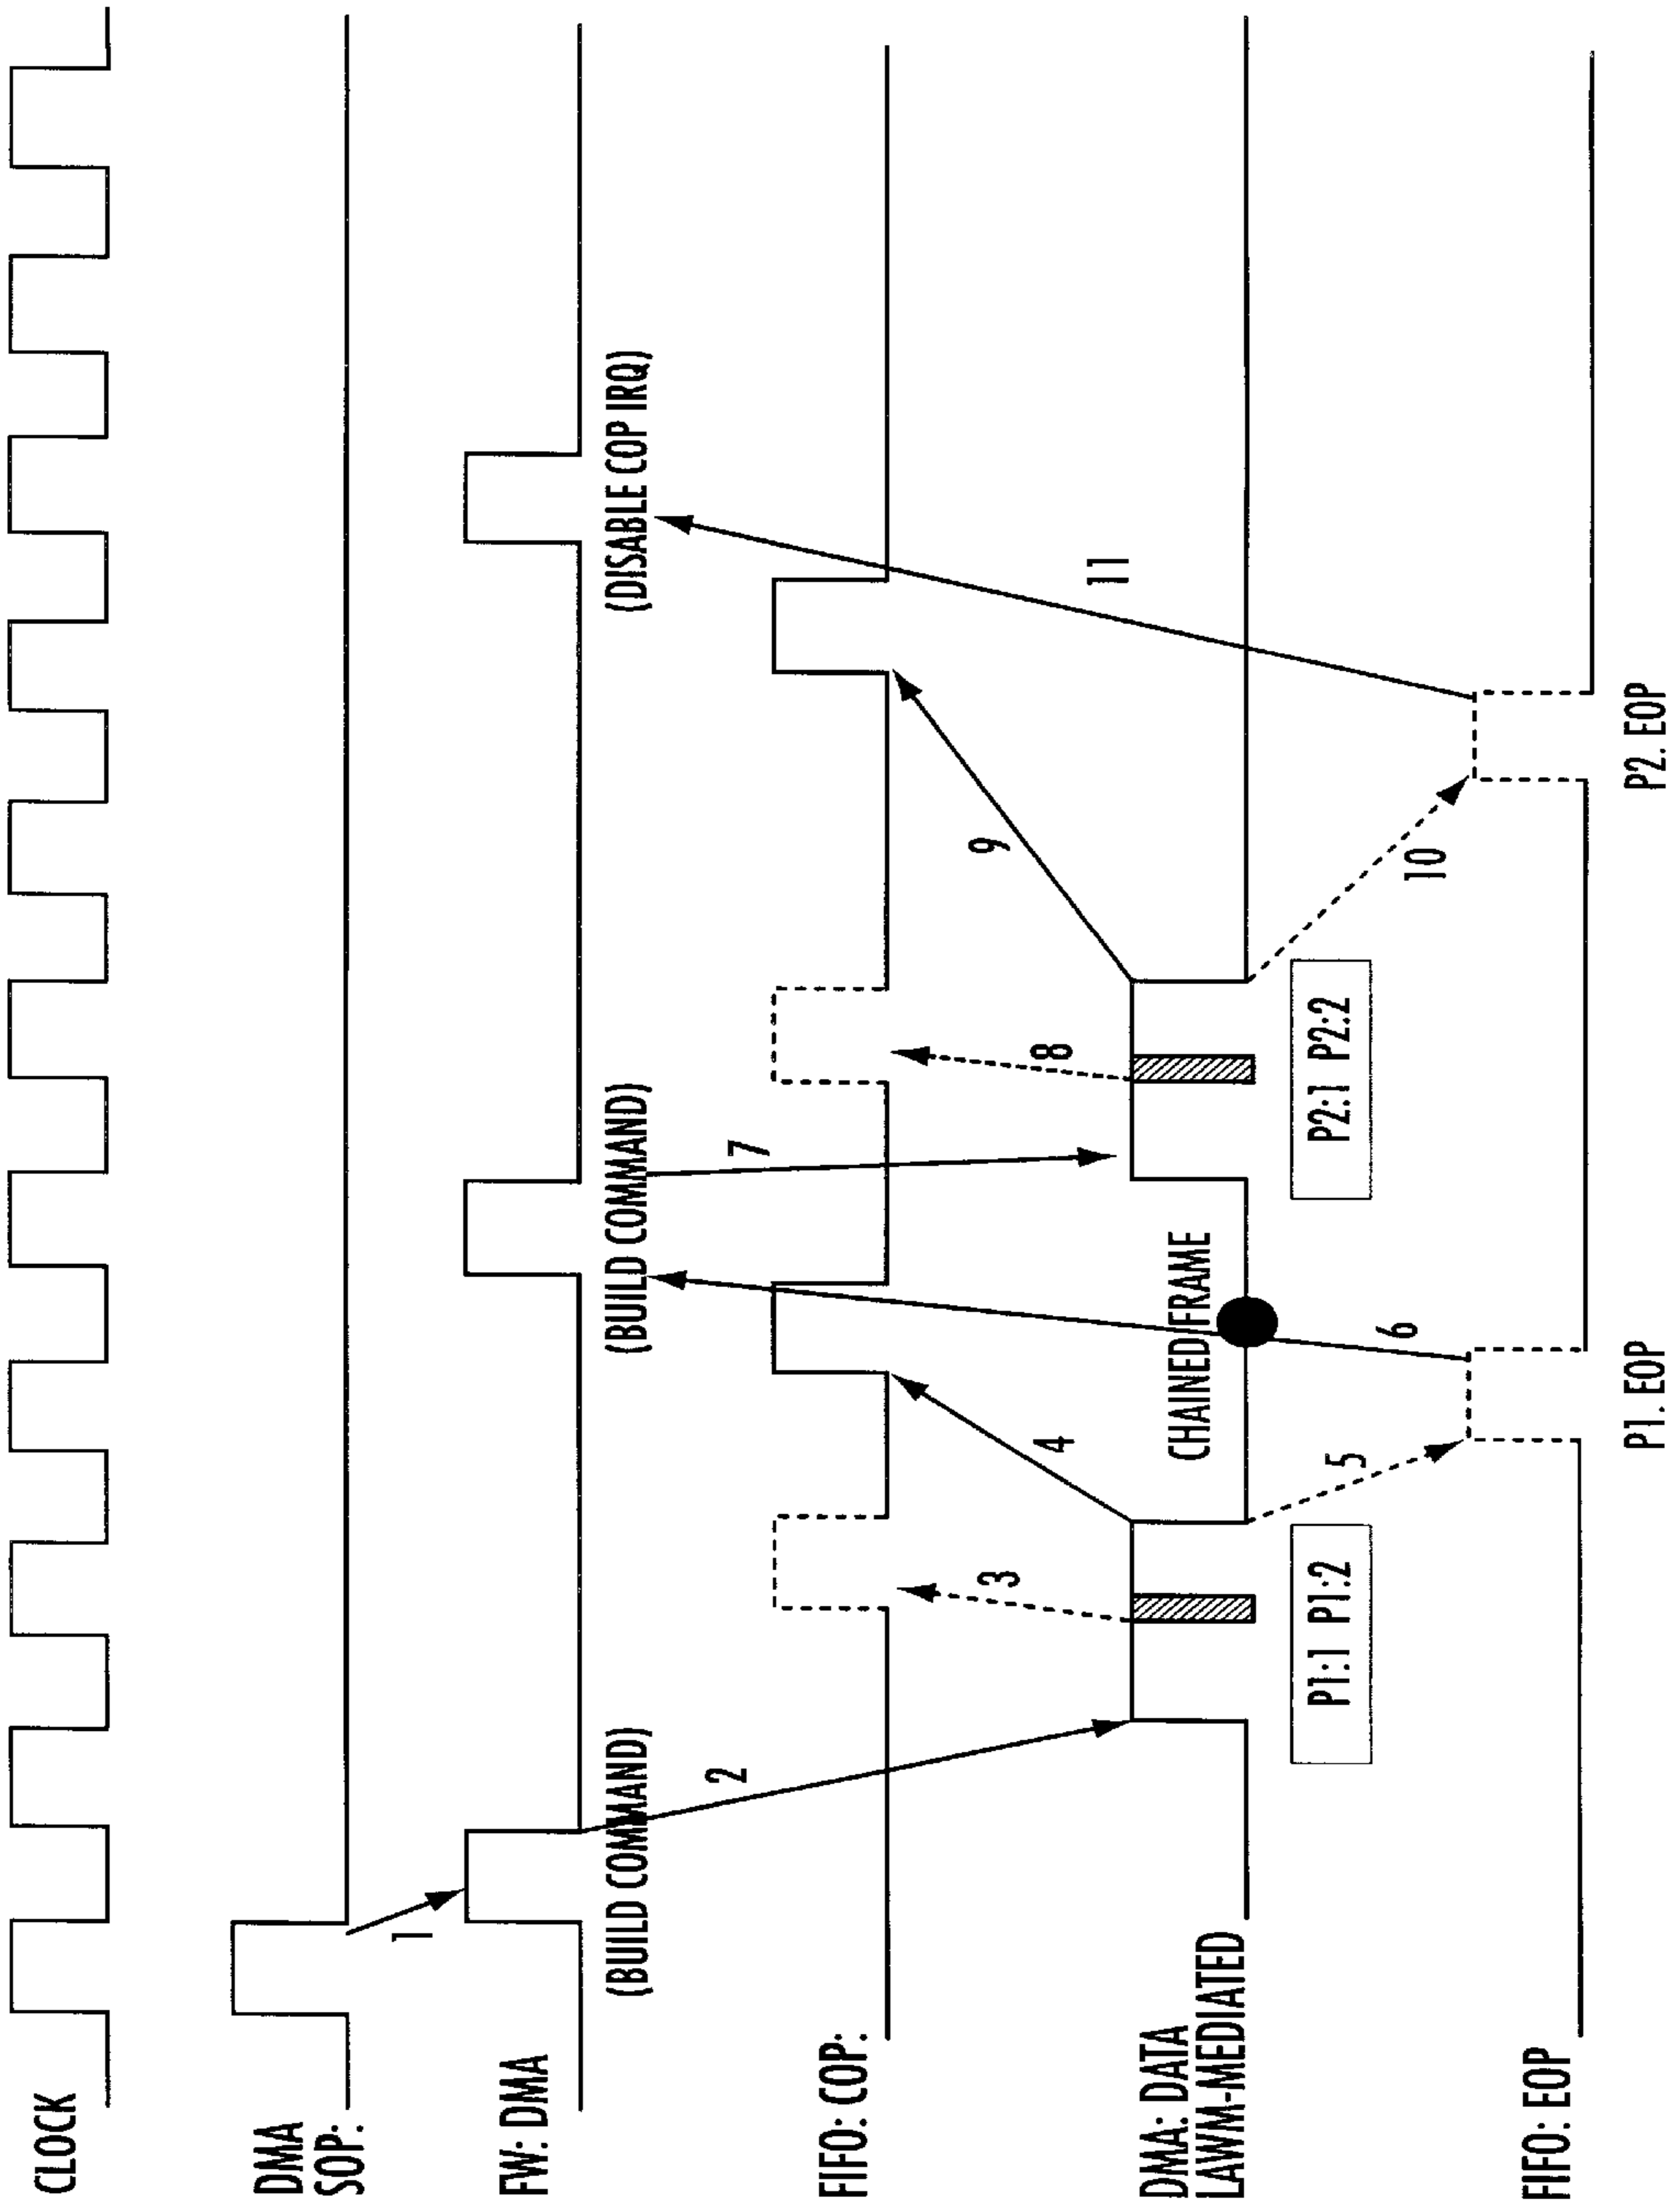 CLOCK
DMA
SOP:
1
FW: DMA
(BUILD COMMAND)
(BUILD COMMAND)
(DISABLE COP IRQ)
2
7
FIFO: COP:
3
4
8
9
11
DMA: DATA
LAWM-MEDIATED
CHAINED FRAME
P1:1 P1:2
P2:1 P2:2
5
6
10
FIFO: EOP
P1. EOP
P2. EOP